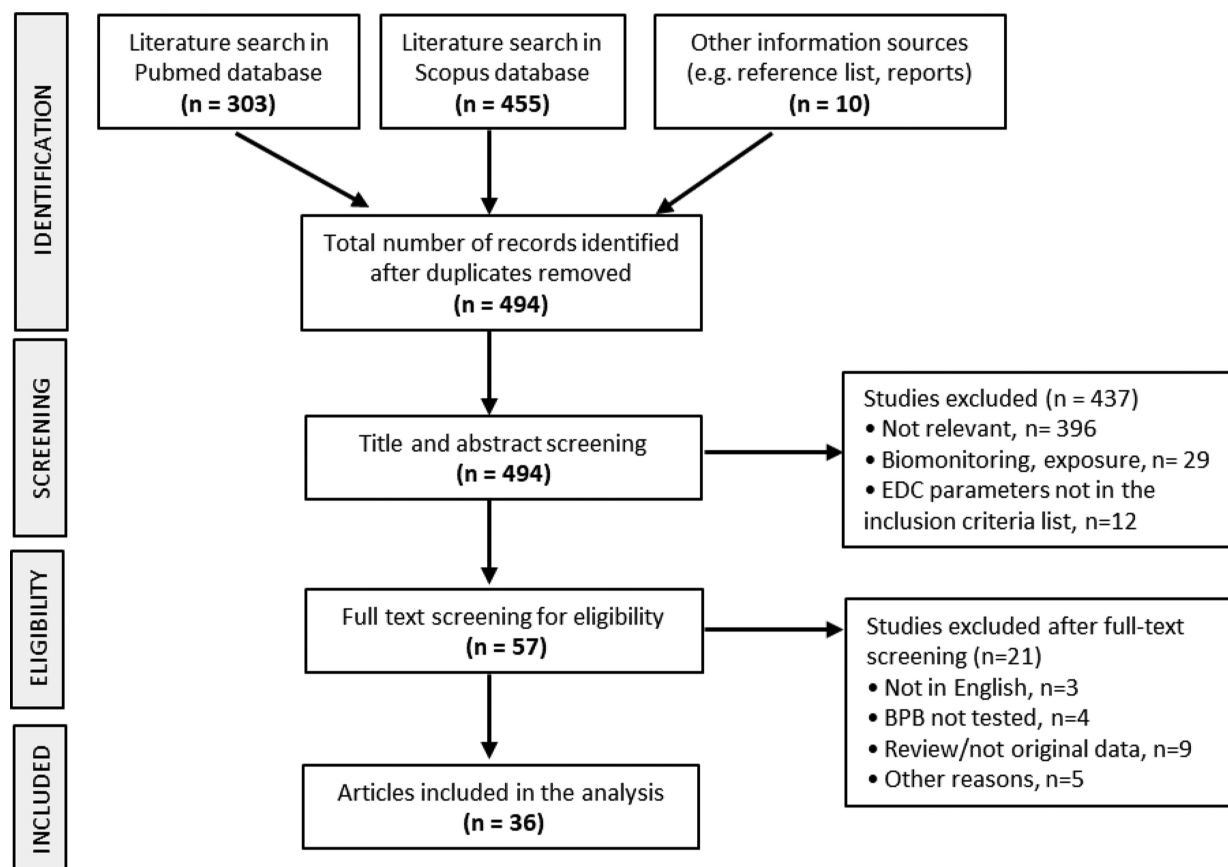 IDENTIFICATION
Literature search in
Pubmed database
(n = 303)
Literature search in
Scopus database
(n = 455)
Other information sources
(e.g. reference list, reports)
(n = 10)
Total number of records identified
after duplicates removed
(n = 494)
SCREENING
Title and abstract screening
(n = 494)
Studies excluded (n = 437)
• Not relevant, n= 396
• Biomonitoring, exposure, n= 29
• EDC parameters not in the
inclusion criteria list, n=12
ELIGIBILITY
Full text screening for eligibility
(n = 57)
Studies excluded after full-text
screening (n=21)
• Not in English, n=3
• BPB not tested, n=4
• Review/not original data, n=9
• Other reasons, n=5
INCLUDED
Articles included in the analysis
(n = 36)